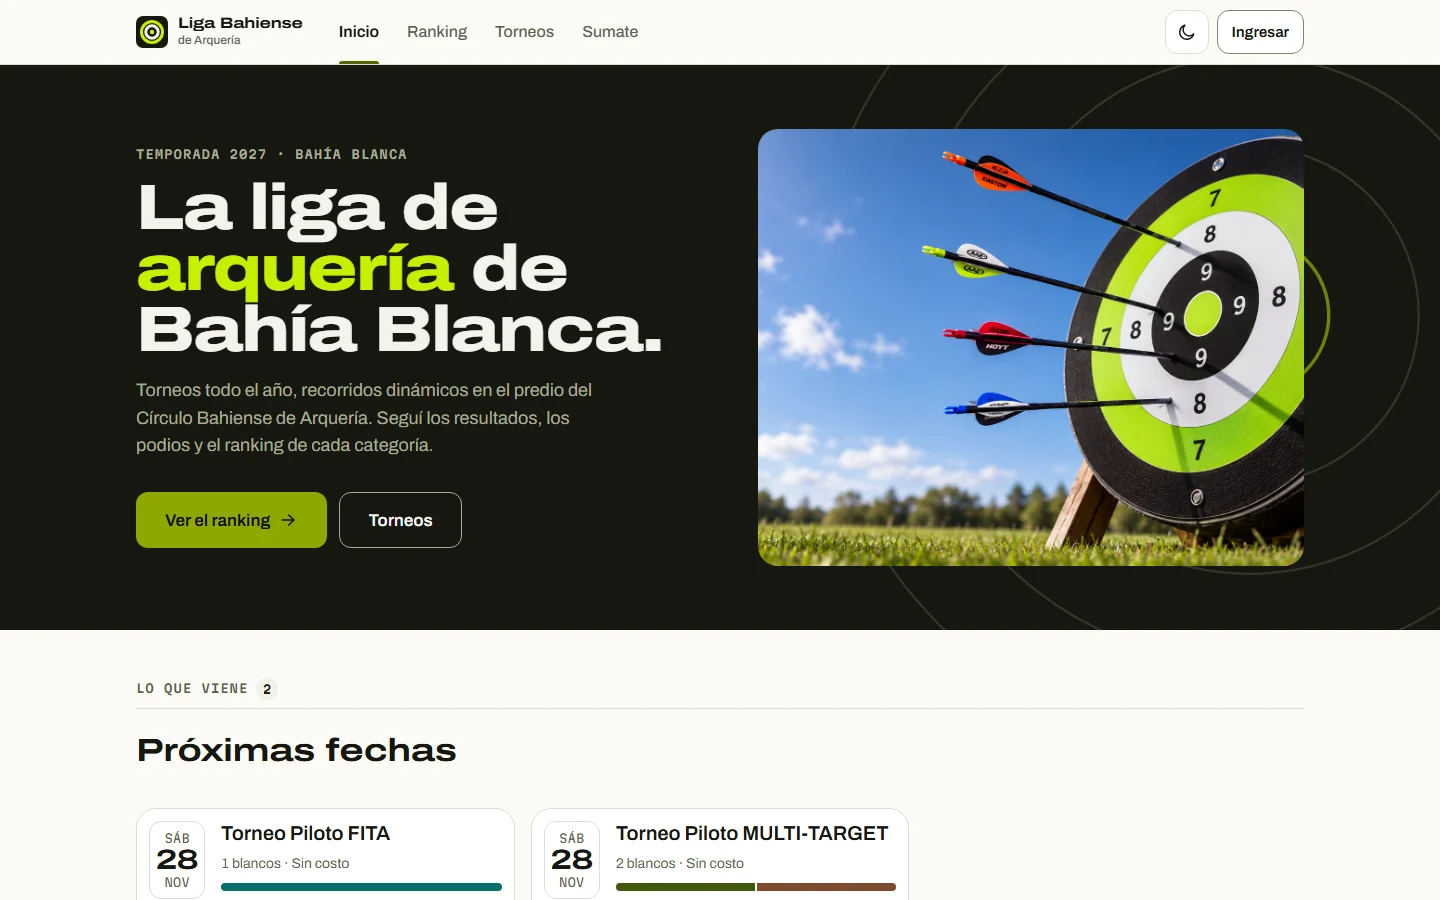 Liga Bahiense
de Arquería
Inicio
Ranking
Torneos
Sumate
Ingresar
TEMPORADA 2027 · BAHÍA BLANCA
La liga de
arquería de
Bahía Blanca.
Torneos todo el año, recorridos dinámicos en el predio del
Círculo Bahiense de Arquería. Seguí los resultados, los
podios y el ranking de cada categoría.
Ver el ranking →
Torneos
EASTON
HOYT
7
8
9
9
8
7
8
9
9
8
7
LO QUE VIENE 2
Próximas fechas
SÁB
28
NOV
Torneo Piloto FITA
1 blancos · Sin costo
SÁB
28
NOV
Torneo Piloto MULTI-TARGET
2 blancos · Sin costo